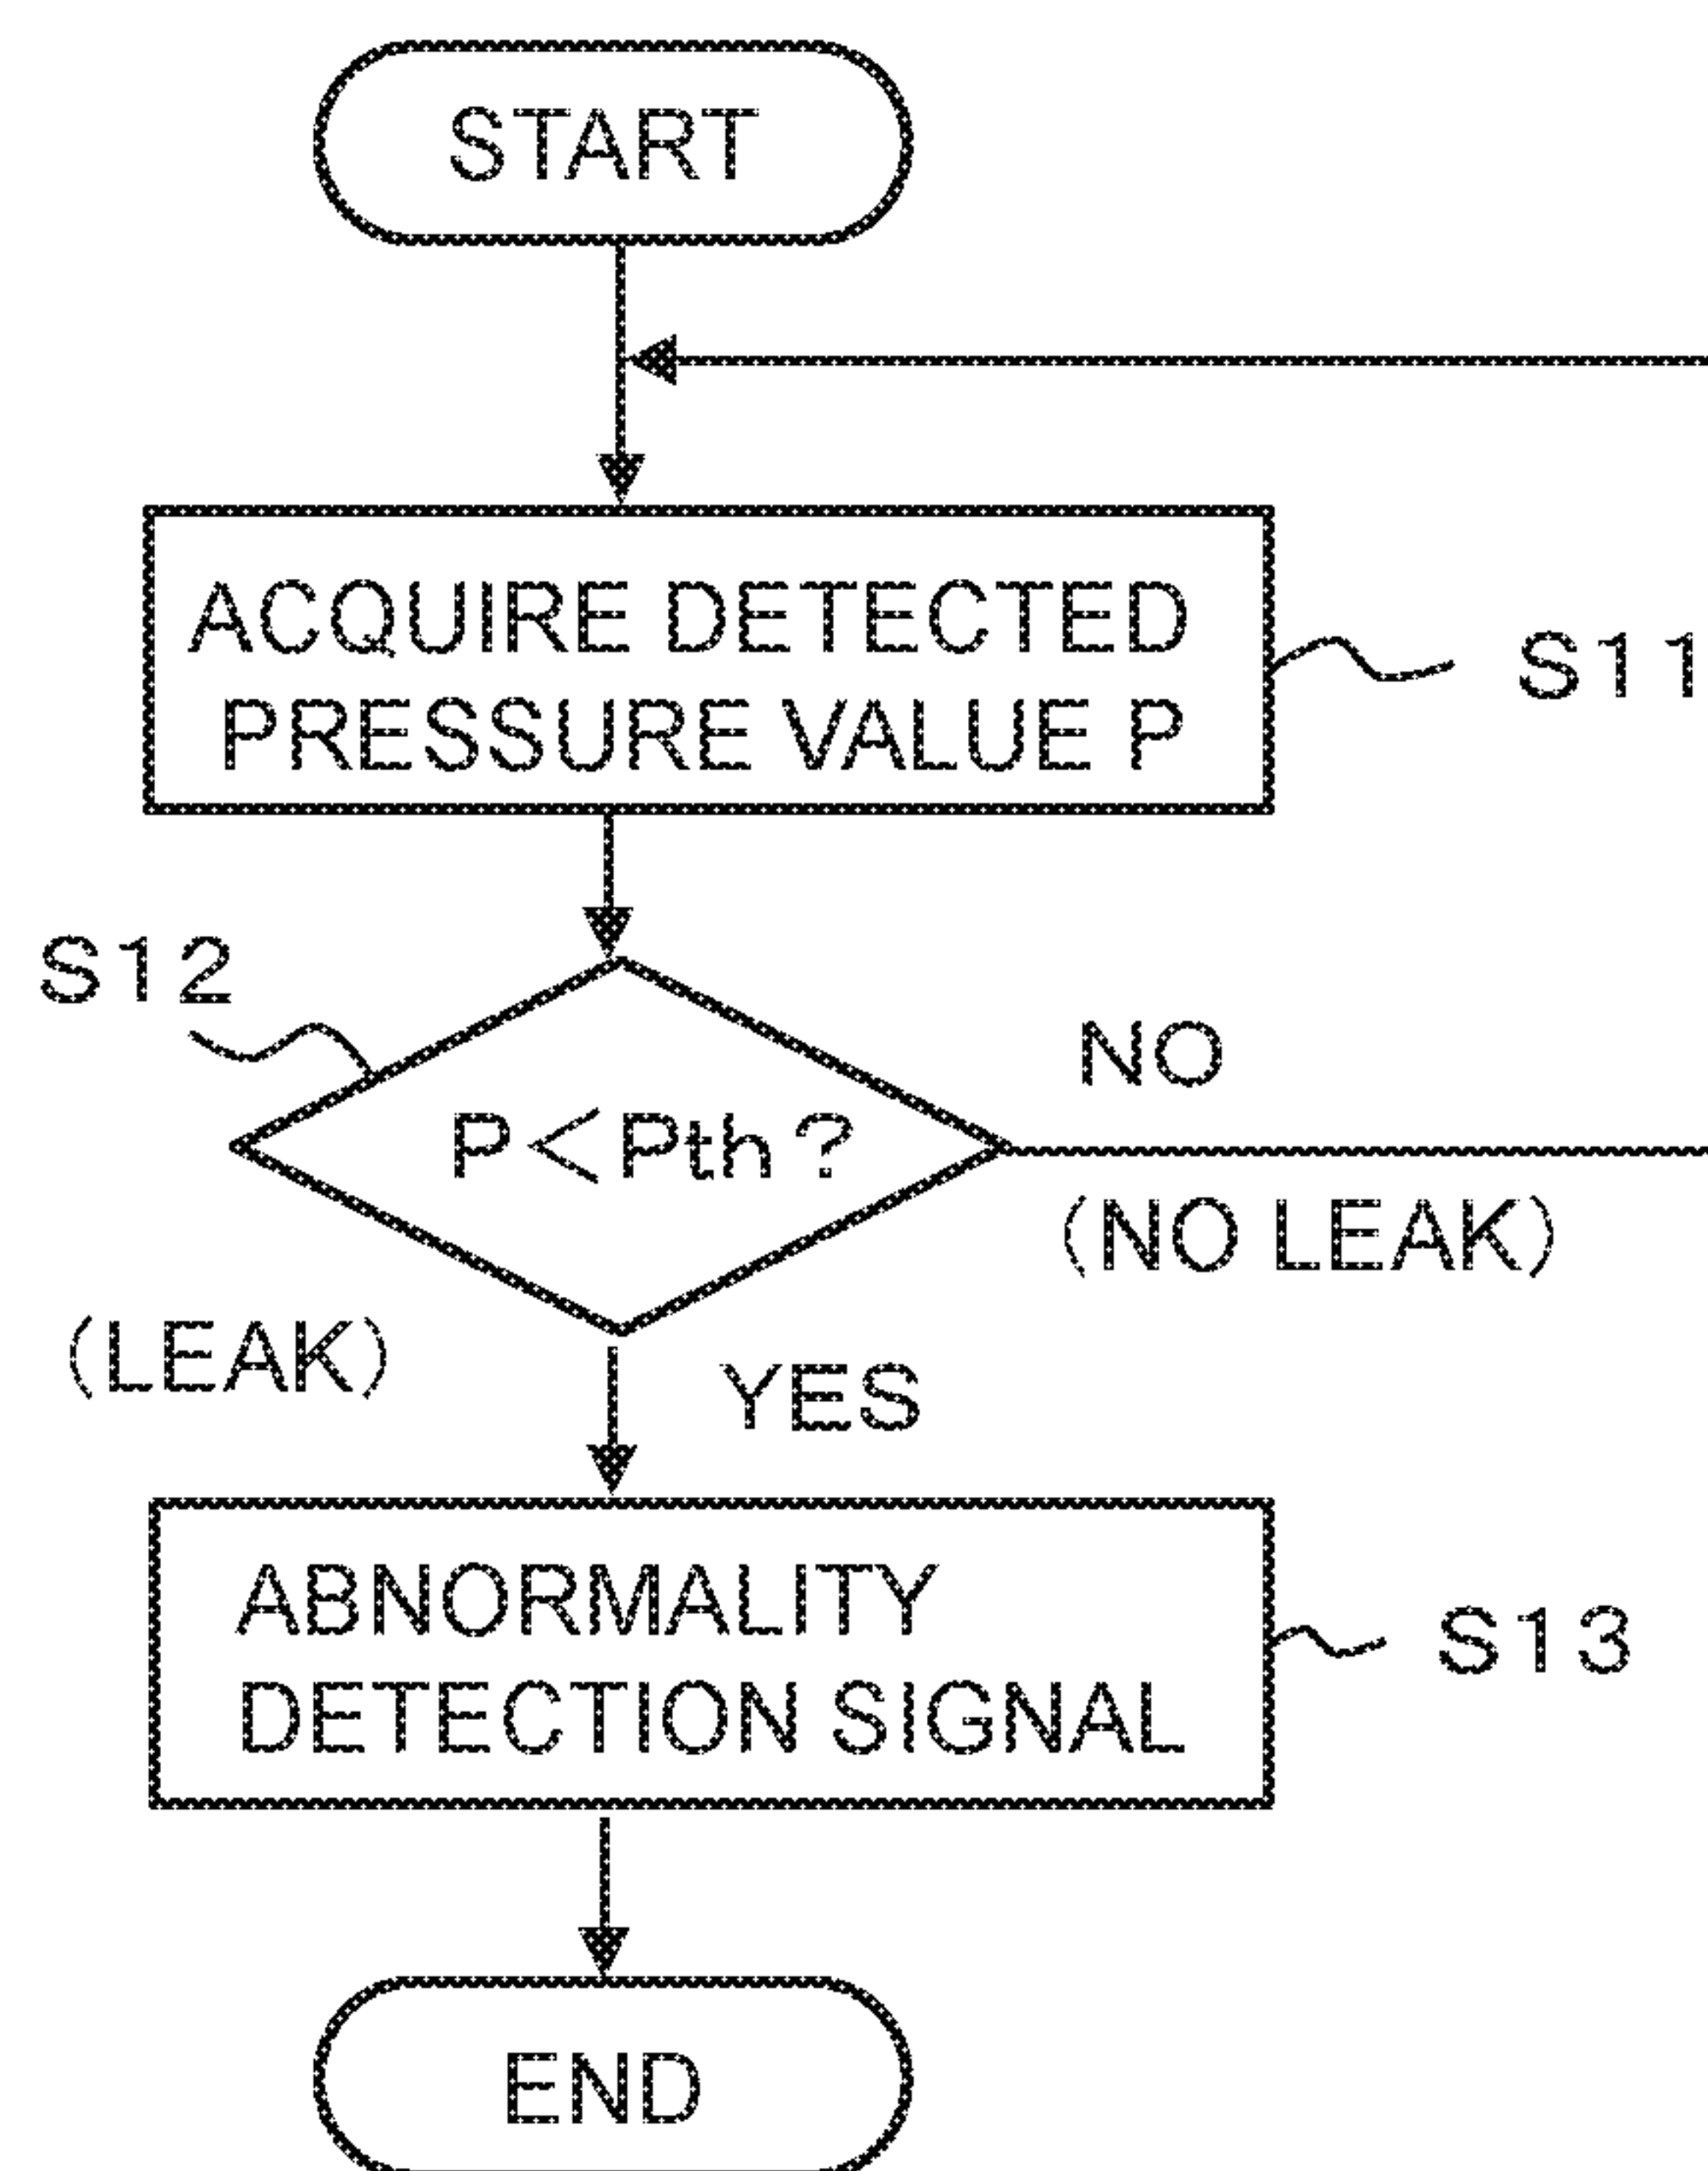 START
ACQUIRE DETECTED
PRESSURE VALUE P
S11
S12
P<Pth?
NO
(NO LEAK)
(LEAK)
YES
ABNORMALITY
DETECTION SIGNAL
S13
END